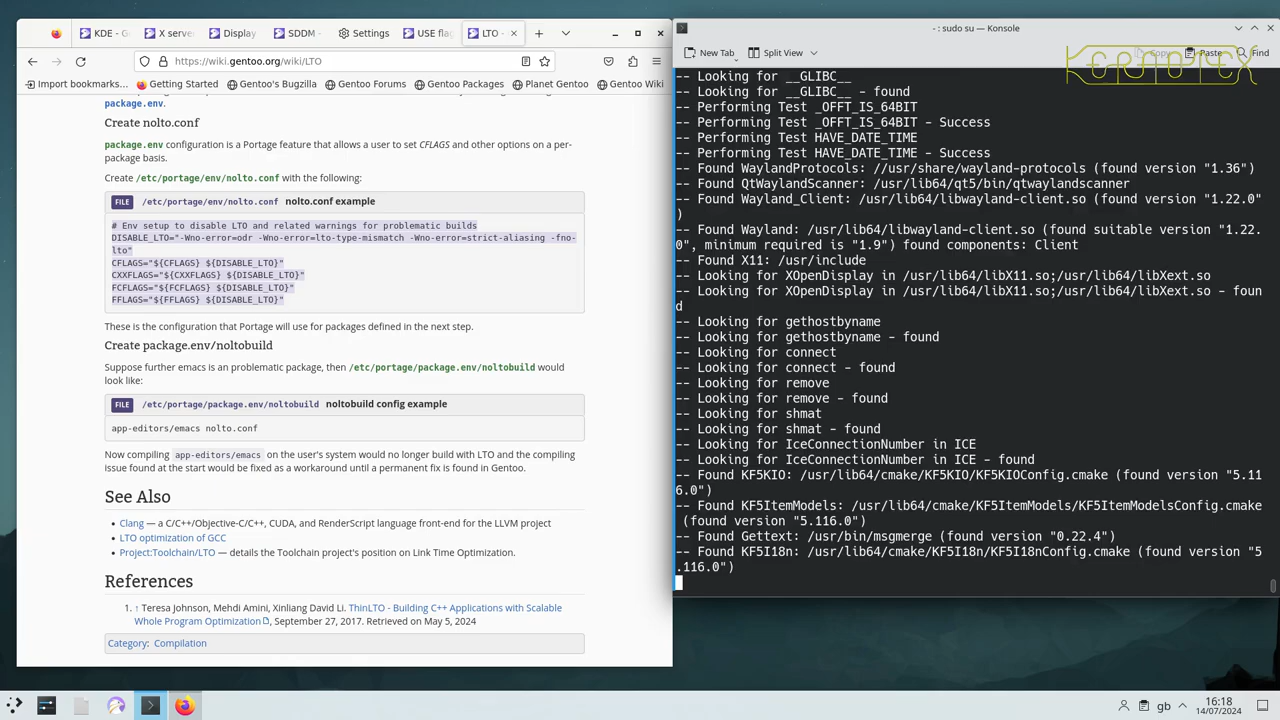 KDE - G
X serve
Display
SDDM -
Settings
USE flag
LTO -
https://wiki.gentoo.org/wiki/LTO
Import bookmarks...
Getting Started
Gentoo's Bugzilla
Gentoo Forums
Gentoo Packages
Planet Gentoo
Gentoo Wiki
package.env.
Create nolto.conf
package.env configuration is a Portage feature that allows a user to set CFLAGS and other options on a per-
package basis.
Create /etc/portage/env/nolto.conf with the following:
FILE /etc/portage/env/nolto.conf nolto.conf example
# Env setup to disable LTO and related warnings for problematic builds
DISABLE_LTO="-Wno-error=odr -Wno-error=lto-type-mismatch -Wno-error=strict-aliasing -fno-
lto"
CFLAGS="${CFLAGS} ${DISABLE_LTO}"
CXXFLAGS="${CXXFLAGS} ${DISABLE_LTO}"
FCFLAGS="${FCFLAGS} ${DISABLE_LTO}"
FFLAGS="${FFLAGS} ${DISABLE_LTO}"
These is the configuration that Portage will use for packages defined in the next step.
Create package.env/noltobuild
Suppose further emacs is an problematic package, then /etc/portage/package.env/noltobuild would
look like:
FILE /etc/portage/package.env/noltobuild noltobuild config example
app-editors/emacs nolto.conf
Now compiling app-editors/emacs on the user's system would no longer build with LTO and the compiling
issue found at the start would be fixed as a workaround until a permanent fix is found in Gentoo.
See Also
Clang — a C/C++/Objective-C/C++, CUDA, and RenderScript language front-end for the LLVM project
LTO optimization of GCC
Project:Toolchain/LTO — details the Toolchain project's position on Link Time Optimization.
References
1. ↑ Teresa Johnson, Mehdi Amini, Xinliang David Li. ThinLTO - Building C++ Applications with Scalable
Whole Program Optimization, September 27, 2017. Retrieved on May 5, 2024
Category: Compilation
- : sudo su — Konsole
New Tab
Split View
Copy
Paste
Find
KERNOTEX
-- Looking for __GLIBC__
-- Looking for __GLIBC__ - found
-- Performing Test _OFFT_IS_64BIT
-- Performing Test _OFFT_IS_64BIT - Success
-- Performing Test HAVE_DATE_TIME
-- Performing Test HAVE_DATE_TIME - Success
-- Found WaylandProtocols: //usr/share/wayland-protocols (found version "1.36")
-- Found QtWaylandScanner: /usr/lib64/qt5/bin/qtwaylandscanner
-- Found Wayland_Client: /usr/lib64/libwayland-client.so (found version "1.22.0"
)
-- Found Wayland: /usr/lib64/libwayland-client.so (found suitable version "1.22.
0", minimum required is "1.9") found components: Client
-- Found X11: /usr/include
-- Looking for XOpenDisplay in /usr/lib64/libX11.so;/usr/lib64/libXext.so
-- Looking for XOpenDisplay in /usr/lib64/libX11.so;/usr/lib64/libXext.so - foun
d
-- Looking for gethostbyname
-- Looking for gethostbyname - found
-- Looking for connect
-- Looking for connect - found
-- Looking for remove
-- Looking for remove - found
-- Looking for shmat
-- Looking for shmat - found
-- Looking for IceConnectionNumber in ICE
-- Looking for IceConnectionNumber in ICE - found
-- Found KF5KIO: /usr/lib64/cmake/KF5KIO/KF5KIOConfig.cmake (found version "5.11
6.0")
-- Found KF5ItemModels: /usr/lib64/cmake/KF5ItemModels/KF5ItemModelsConfig.cmake
(found version "5.116.0")
-- Found Gettext: /usr/bin/msgmerge (found version "0.22.4")
-- Found KF5I18n: /usr/lib64/cmake/KF5I18n/KF5I18nConfig.cmake (found version "5
.116.0")
gb
16:18
14/07/2024